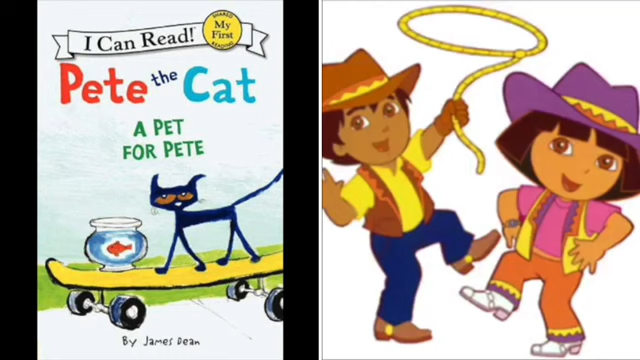 I Can Read!
SHARED
My
First
READING
Pete the Cat
A PET
FOR PETE
By James Dean